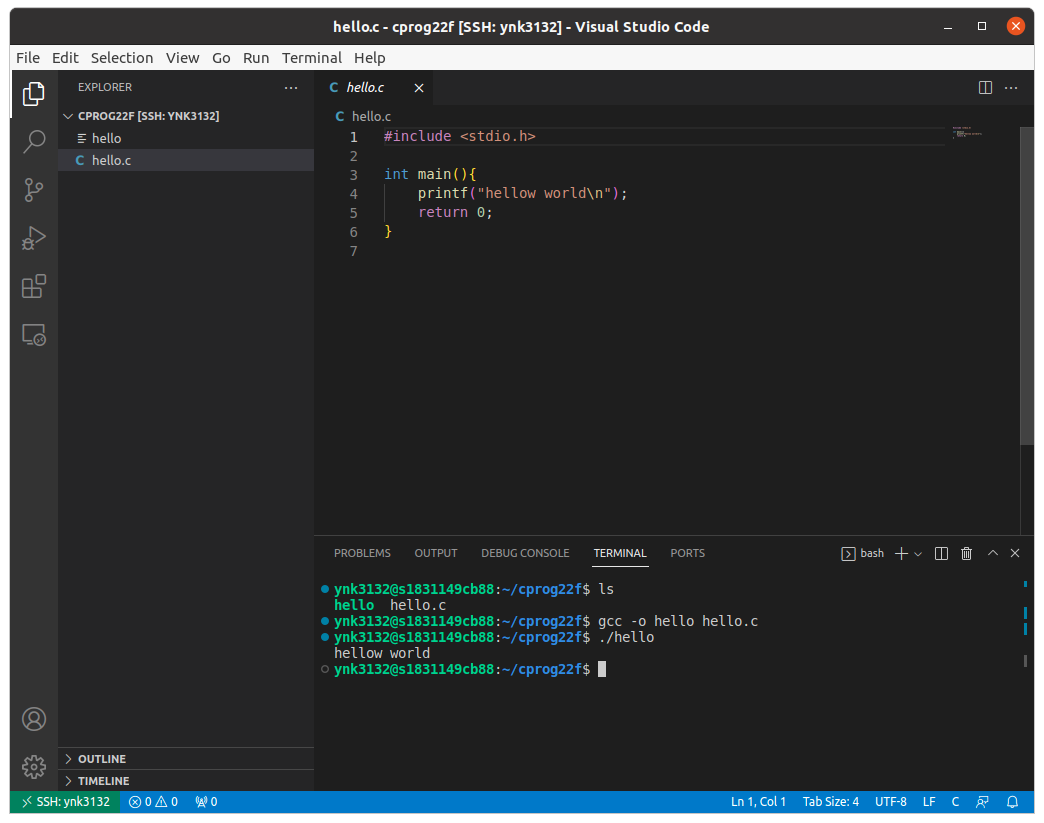 hello.c - cprog22f [SSH: ynk3132] - Visual Studio Code
File Edit Selection View Go Run Terminal Help
EXPLORER
CPROG22F [SSH: YNK3132]
hello
C hello.c
OUTLINE
TIMELINE
C hello.c
C hello.c
1 #include <stdio.h>
2
3 int main(){
4     printf("hellow world\n");
5     return 0;
6 }
7
PROBLEMS OUTPUT DEBUG CONSOLE TERMINAL PORTS bash
ynk3132@s1831149cb88:~/cprog22f$ ls
hello  hello.c
ynk3132@s1831149cb88:~/cprog22f$ gcc -o hello hello.c
ynk3132@s1831149cb88:~/cprog22f$ ./hello
hellow world
ynk3132@s1831149cb88:~/cprog22f$
SSH: ynk3132 0 0 0 Ln 1, Col 1 Tab Size: 4 UTF-8 LF C